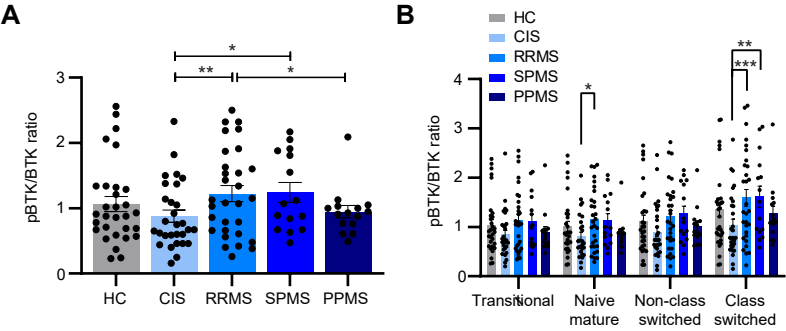 A
pBTK/BTK ratio
3
2
1
0
*
**
*
HC
CIS
RRMS
SPMS
PPMS
B
HC
CIS
RRMS
SPMS
PPMS
pBTK/BTK ratio
4
3
2
1
0
*
**
***
Transitional
Naive
mature
Non-class
switched
Class
switched